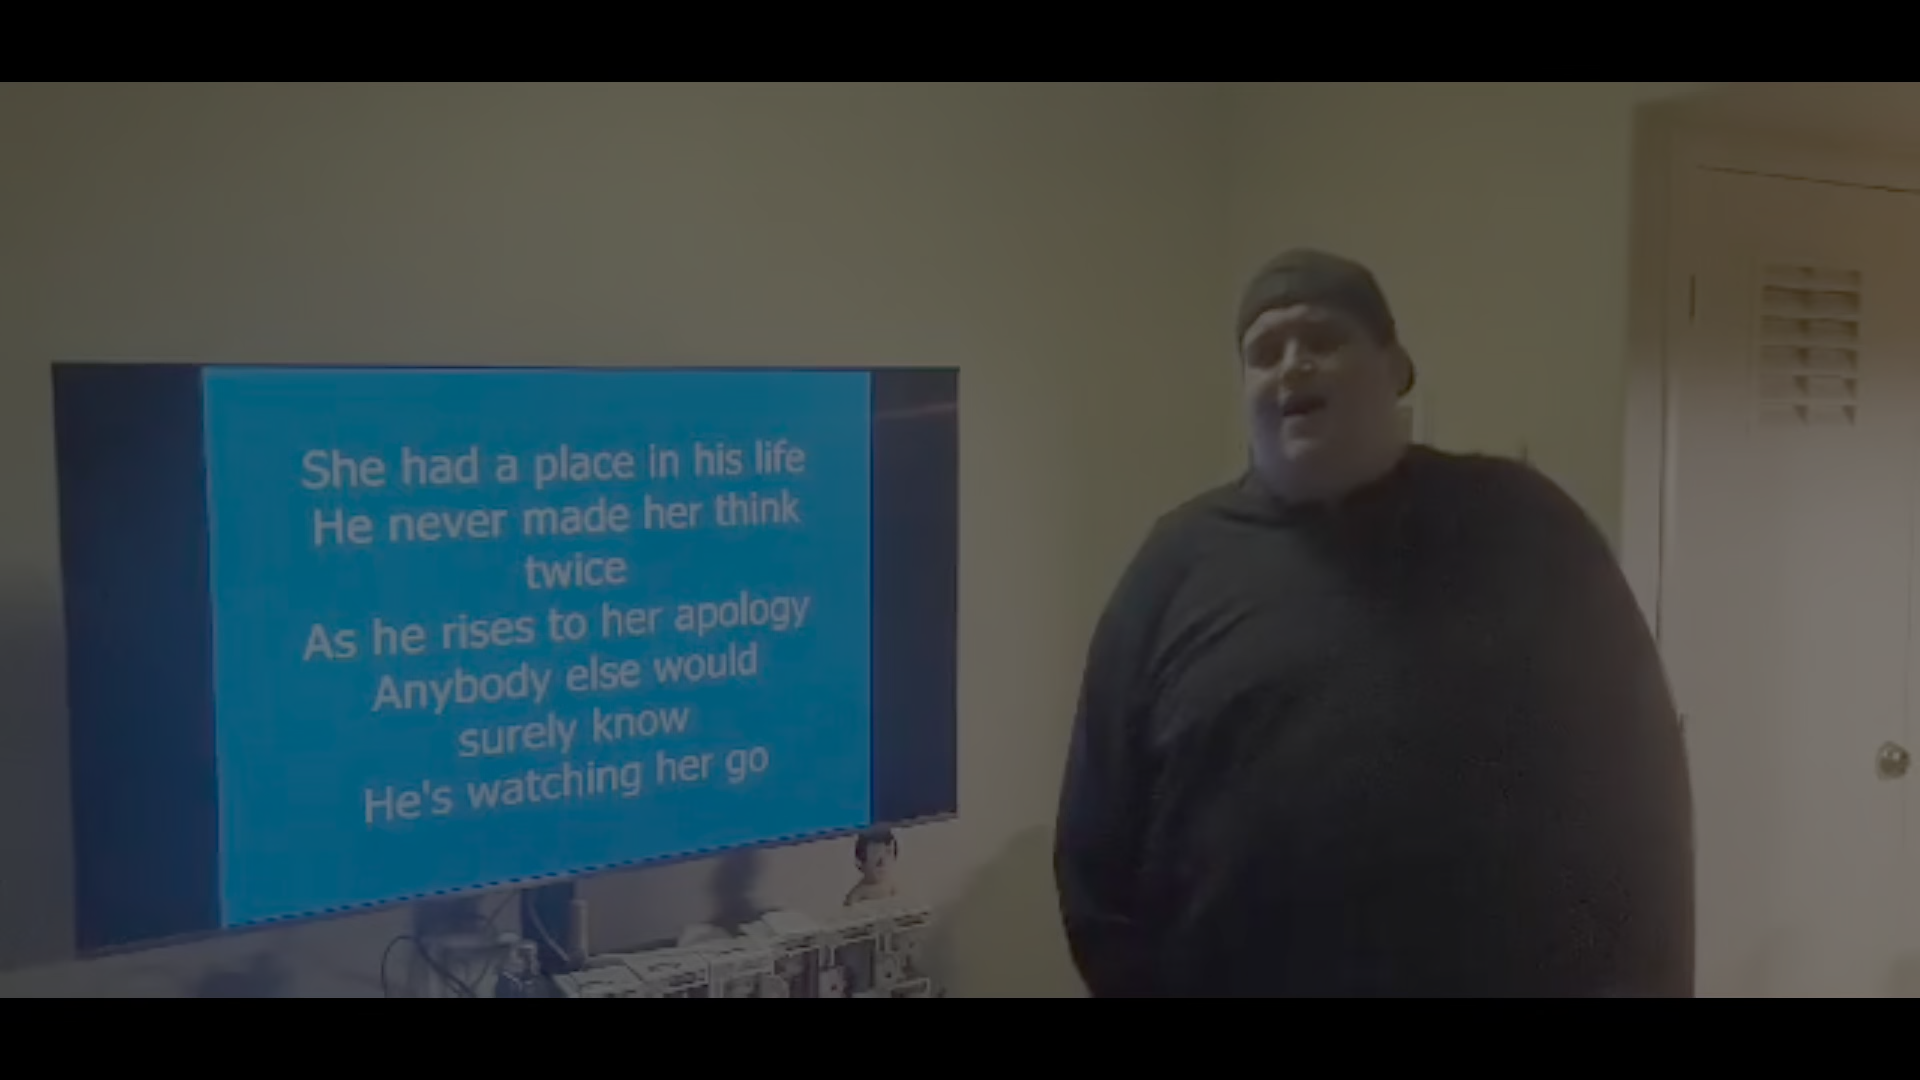 She had a place in his life
He never made her think
twice
As he rises to her apology
Anybody else would
surely know
He's watching her go